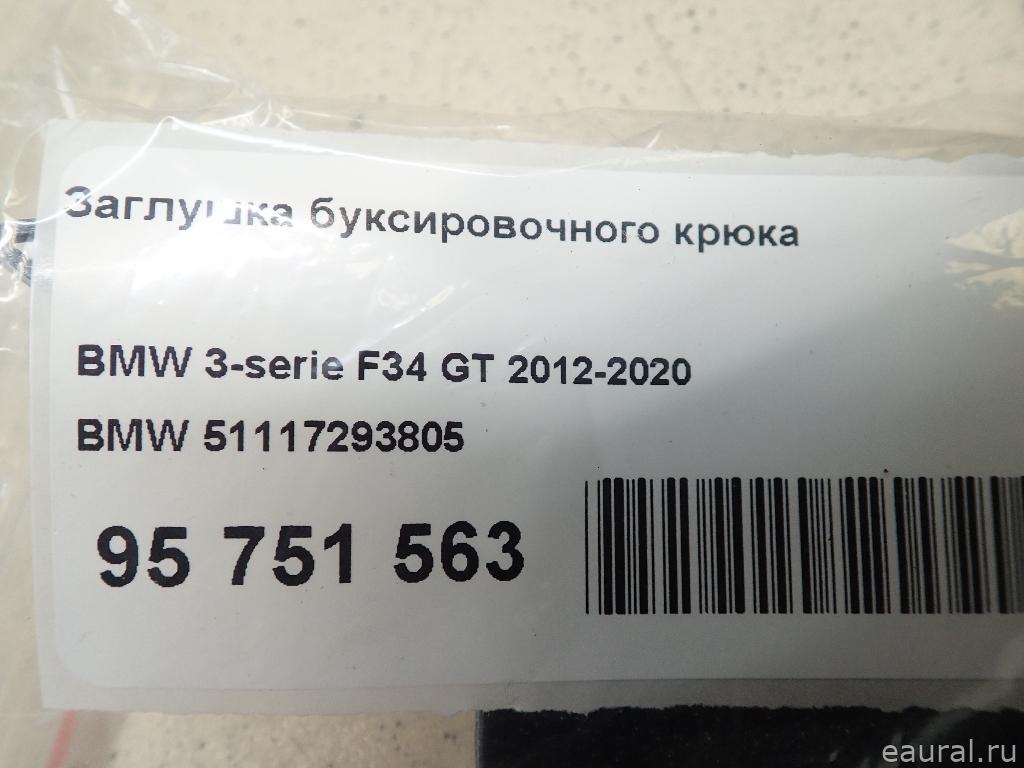 Заглушка буксировочного крюка
BMW 3-serie F34 GT 2012-2020
BMW 51117293805
95 751 563
eaural.ru